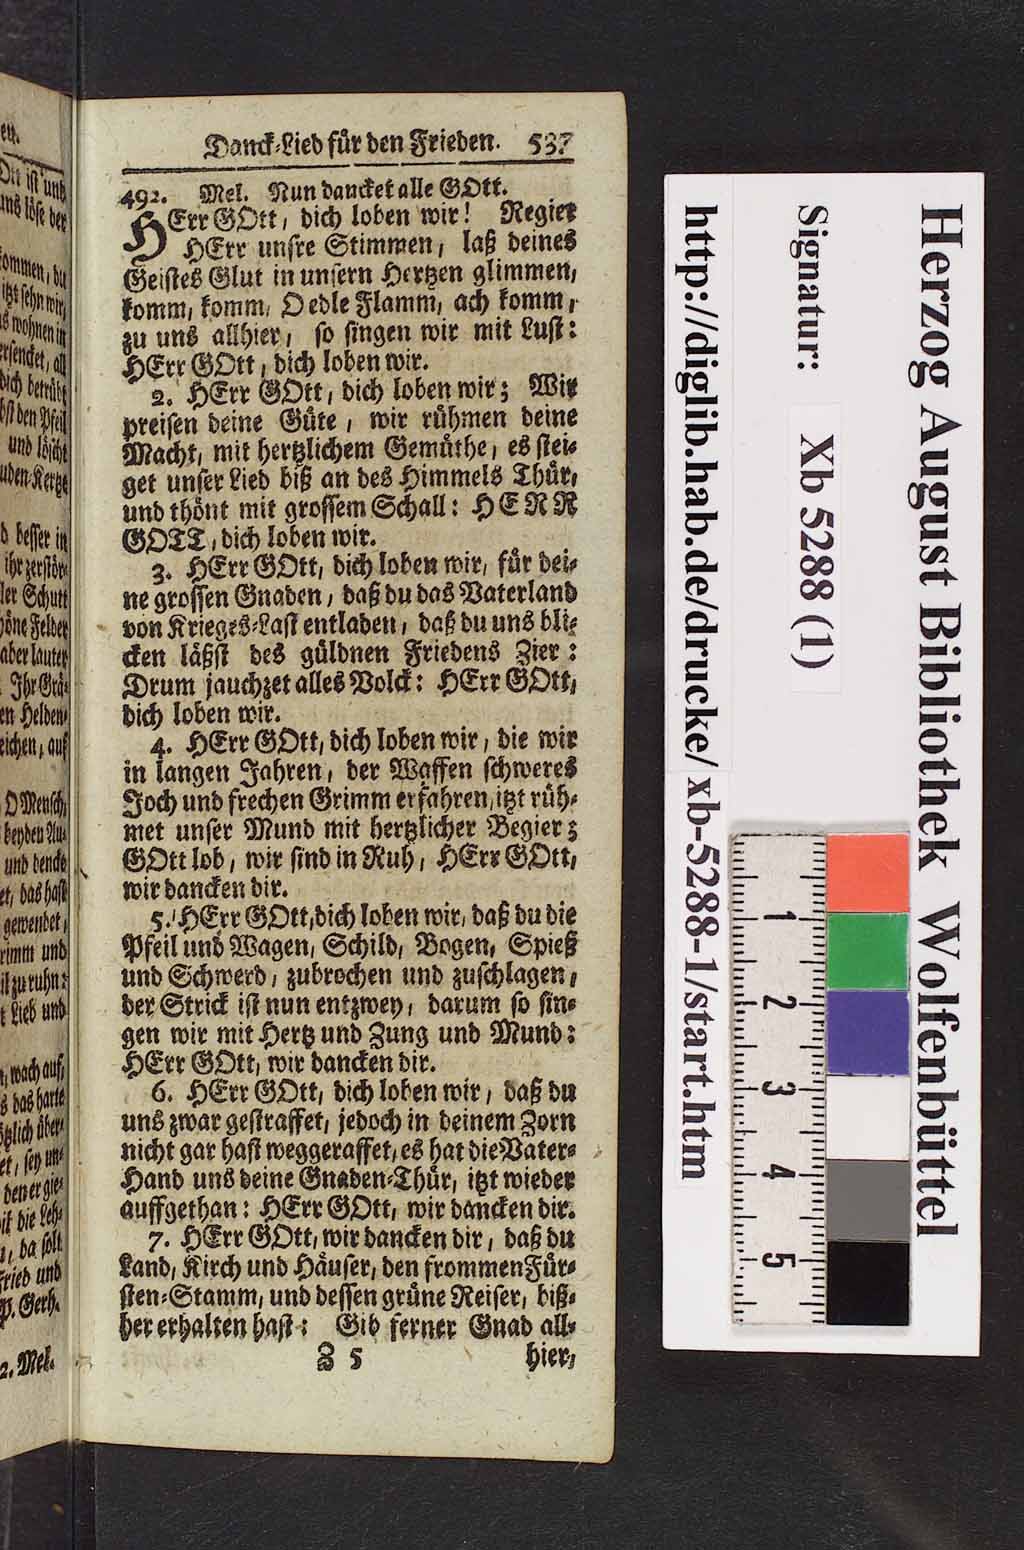 Danck-Lied für den Frieden. 537
492. Mel. Nun dancket alle GOtt.
HErr GOtt, dich loben wir! Regier
HErr unsre Stimmen, laß deines
Geistes Glut in unsern Hertzen glimmen,
komm, komm, O edle Flamm, ach komm,
zu uns allhier, so singen wir mit Lust:
HErr GOtt, dich loben wir.
2. HErr GOtt, dich loben wir; Wir
preisen deine Güte, wir rühmen deine
Macht, mit hertzlichem Gemüthe, es stei-
get unser Lied biß an des Himmels Thür,
und thönt mit grossem Schall: HERR
GOTT, dich loben wir.
3. HErr GOtt, dich loben wir, für dei-
ne grossen Gnaden, daß du das Vaterland
von Krieges-Last entladen, daß du uns bli-
cken läßst des güldnen Friedens Zier:
Drum jauchzet alles Volck: HErr GOtt,
dich loben wir.
4. HErr GOtt, dich loben wir, die wir
in langen Jahren, der Waffen schweres
Joch und frechen Grimm erfahren, itzt rüh-
met unser Mund mit hertzlicher Begier;
GOtt lob, wir sind in Ruh, HErr GOtt,
wir dancken dir.
5. HErr GOtt, dich loben wir, daß du die
Pfeil und Wagen, Schild, Bogen, Spieß
und Schwerd, zubrochen und zuschlagen,
der Strick ist nun entzwey, darum so sin-
gen wir mit Hertz und Zung und Mund:
HErr GOtt, wir dancken dir.
6. HErr GOtt, dich loben wir, daß du
uns zwar gestraffet, jedoch in deinem Zorn
nicht gar hast weggeraffet, es hat die Vater-
Hand uns deine Gnaden-Thür, itzt wieder
auffgethan: HErr GOtt, wir dancken dir.
7. HErr GOtt, wir dancken dir, daß du
Land, Kirch und Häuser, den frommen Für-
sten-Stamm, und dessen grüne Reiser, biß-
her erhalten hast: Gib ferner Gnad all-
Z 5 hier,
Herzog August Bibliothek Wolfenbüttel
Signatur: Xb 5288 (1)
http://diglib.hab.de/drucke/xb-5288-1/start.htm
1 2 3 4 5